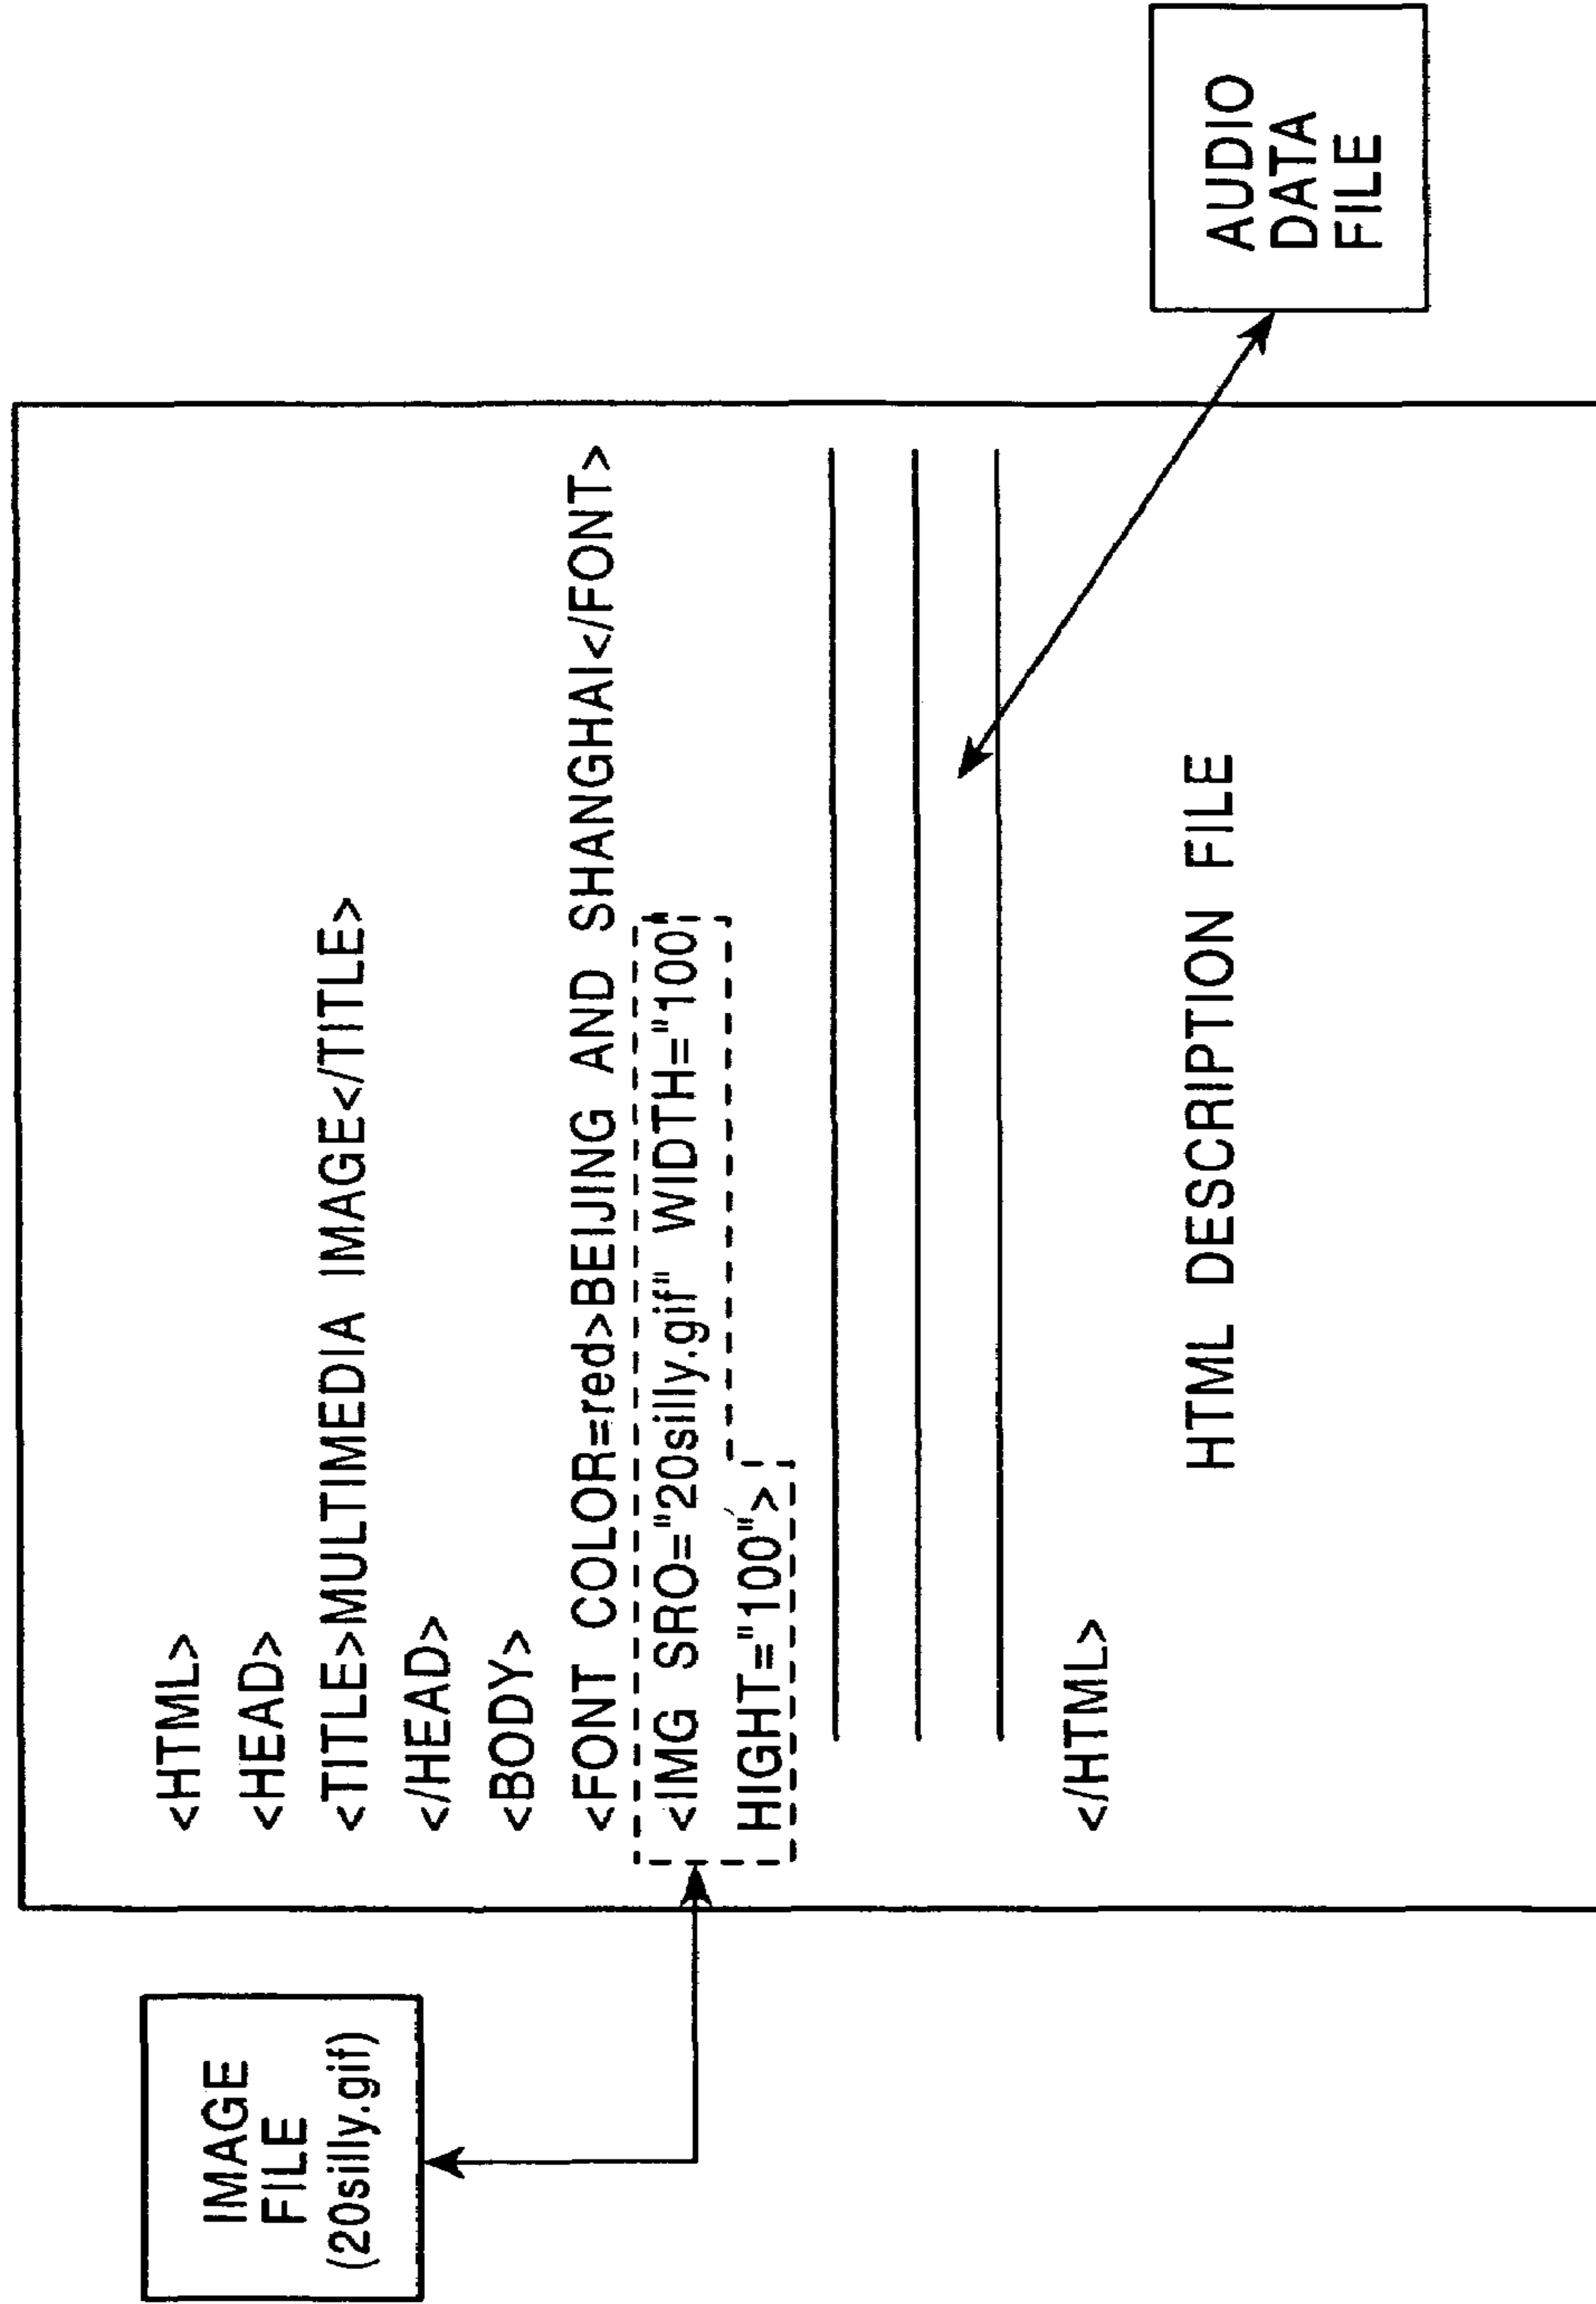 IMAGE
FILE
(20silly.gif)
<HTML>
<HEAD>
<TITLE>MULTIMEDIA IMAGE</TITLE>
</HEAD>
<BODY>
<FONT COLOR=red>BEIJING AND SHANGHAI</FONT>
<IMG SRO="20silly.gif" WIDTH="100"
HIGHT="100">
</HTML>
HTML DESCRIPTION FILE
AUDIO
DATA
FILE